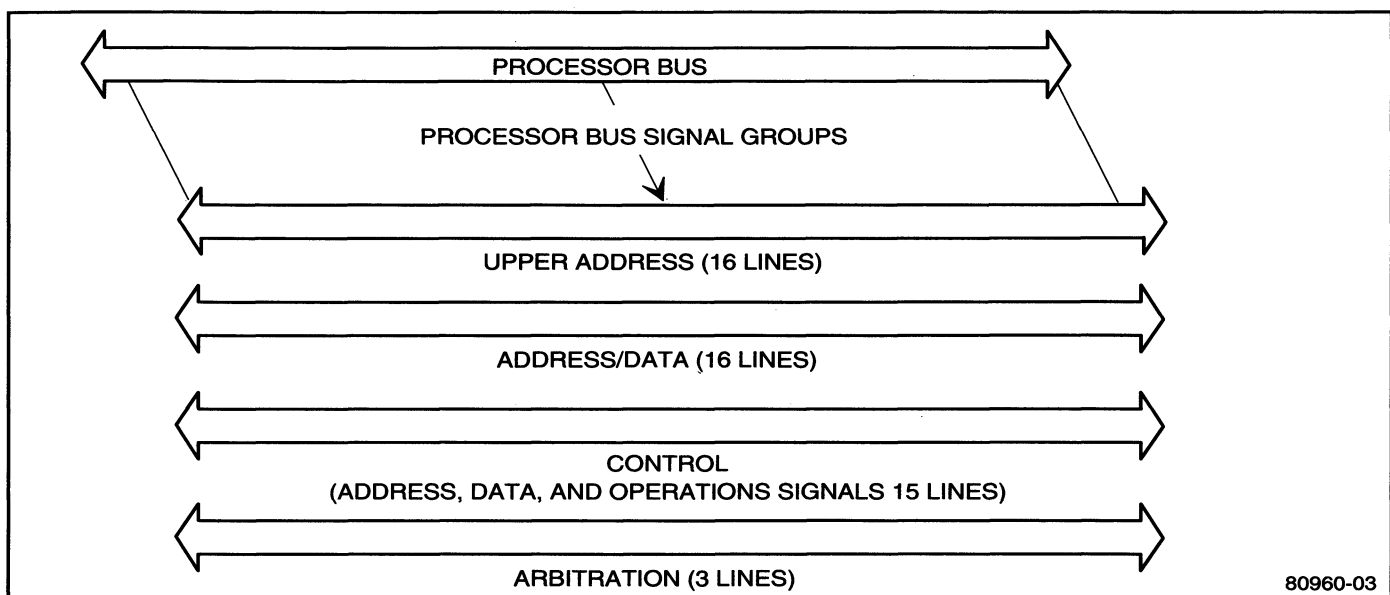 PROCESSOR BUS
PROCESSOR BUS SIGNAL GROUPS
UPPER ADDRESS (16 LINES)
ADDRESS/DATA (16 LINES)
CONTROL
(ADDRESS, DATA, AND OPERATIONS SIGNALS 15 LINES)
ARBITRATION (3 LINES)
80960-03